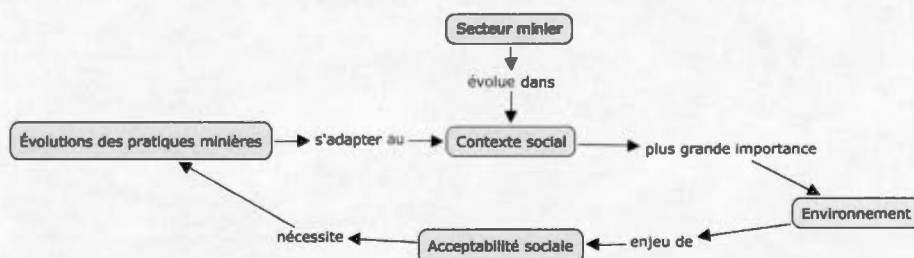 Secteur minier
évolue dans
Évolutions des pratiques minières
s'adapter au
Contexte social
plus grande importance
Environnement
nécessite
Acceptabilité sociale
enjeu de